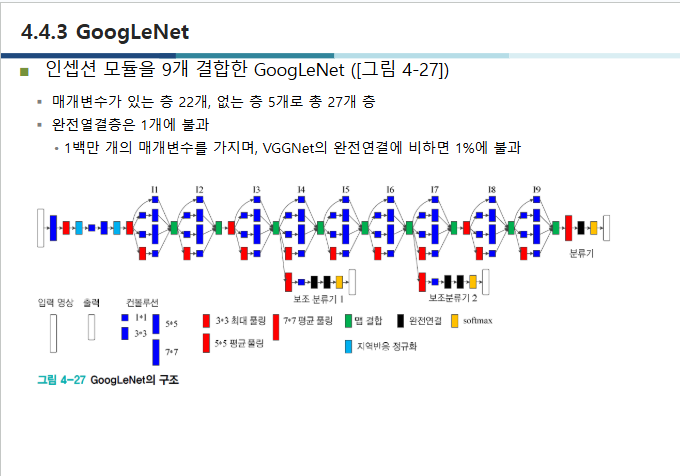 4.4.3 GoogLeNet
인셉션 모듈을 9개 결합한 GoogLeNet ([그림 4-27])
매개변수가 있는 층 22개, 없는 층 5개로 총 27개 층
완전열결층은 1개에 불과
1백만 개의 매개변수를 가지며, VGGNet의 완전연결에 비하면 1%에 불과
I1 I2 I3 I4 I5 I6 I7 I8 I9
분류기
보조 분류기 1 보조분류기 2
입력 영상 출력 컨볼루션
1*1 3*3 5*5 7*7
3*3 최대 풀링 7*7 평균 풀링 맵 결합 완전연결 softmax
5*5 평균 풀링 지역반응 정규화
그림 4-27 GoogLeNet의 구조